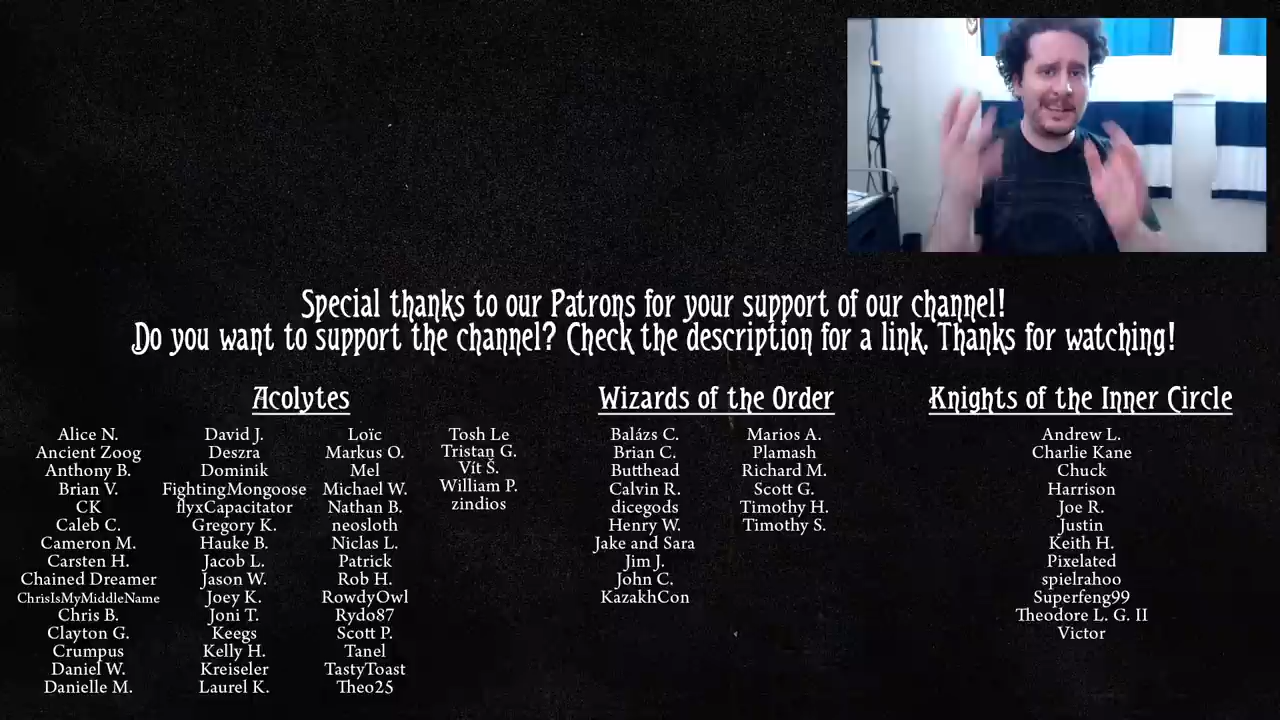 Special thanks to our Patrons for your support of our channel!
Do you want to support the channel? Check the description for a link. Thanks for watching!
Acolytes
Alice N.
Ancient Zoog
Anthony B.
Brian V.
CK
Caleb C.
Cameron M.
Carsten H.
Chained Dreamer
ChrisIsMyMiddleName
Chris B.
Clayton G.
Crumpus
Daniel W.
Danielle M.
David J.
Deszra
Dominik
FightingMongoose
flyxCapacitator
Gregory K.
Hauke B.
Jacob L.
Jason W.
Joey K.
Joni T.
Keegs
Kelly H.
Kreiseler
Laurel K.
Loïc
Markus O.
Mel
Michael W.
Nathan B.
neosloth
Niclas L.
Patrick
Rob H.
RowdyOwl
Rydo87
Scott P.
Tanel
TastyToast
Theo25
Tosh Le
Tristan G.
Vít Š.
William P.
zindios
Wizards of the Order
Balázs C.
Brian C.
Butthead
Calvin R.
dicegods
Henry W.
Jake and Sara
Jim J.
John C.
KazakhCon
Marios A.
Plamash
Richard M.
Scott G.
Timothy H.
Timothy S.
Knights of the Inner Circle
Andrew L.
Charlie Kane
Chuck
Harrison
Joe R.
Justin
Keith H.
Pixelated
spielrahoo
Superfeng99
Theodore L. G. II
Victor